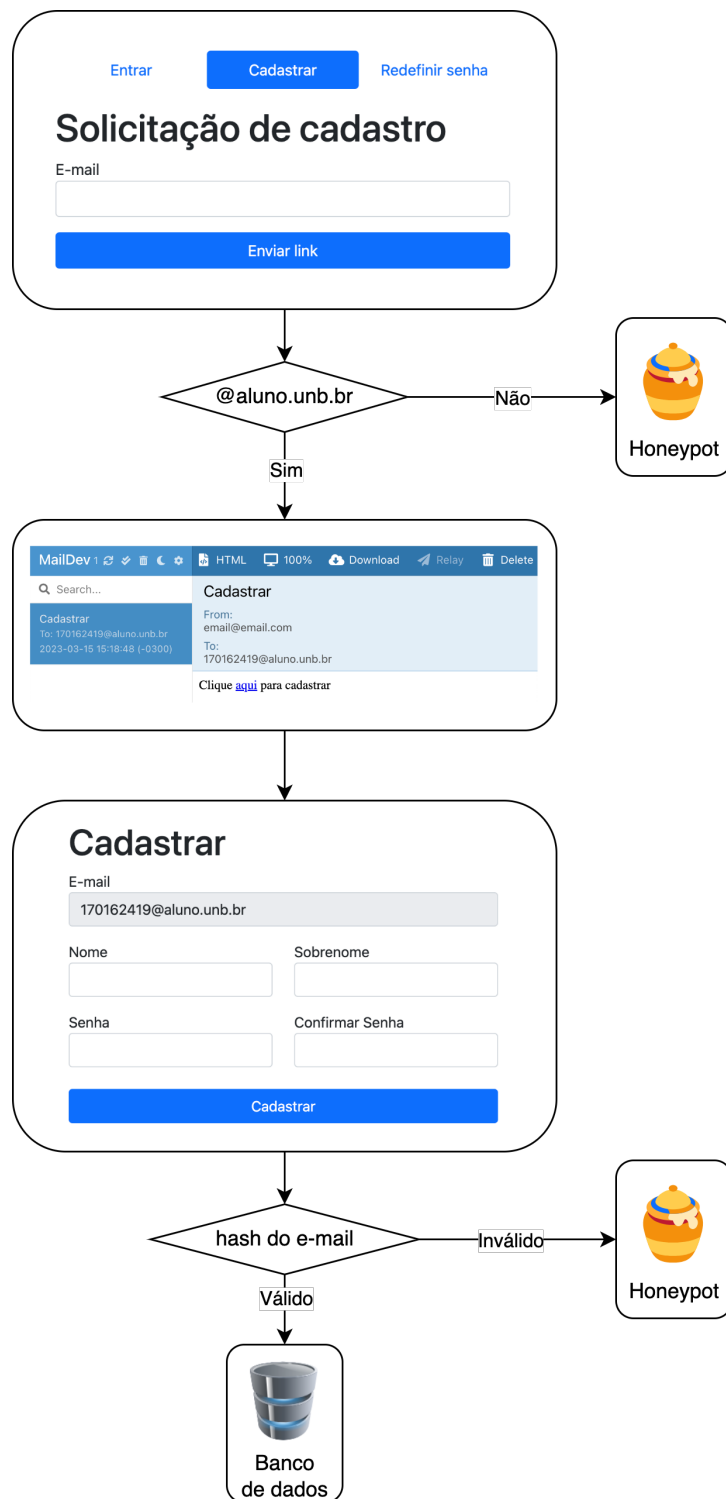 Entrar Cadastrar Redefinir senha
Solicitação de cadastro
E-mail
Enviar link
@aluno.unb.br
Não
Honeypot
Sim
MailDev 1 HTML 100% Download Relay Delete
Search...
Cadastrar
To: 170162419@aluno.unb.br
2023-03-15 15:18:48 (-0300)
Cadastrar
From:
email@email.com
To:
170162419@aluno.unb.br
Clique aqui para cadastrar
Cadastrar
E-mail
170162419@aluno.unb.br
Nome Sobrenome
Senha Confirmar Senha
Cadastrar
hash do e-mail
Inválido
Honeypot
Válido
Banco
de dados